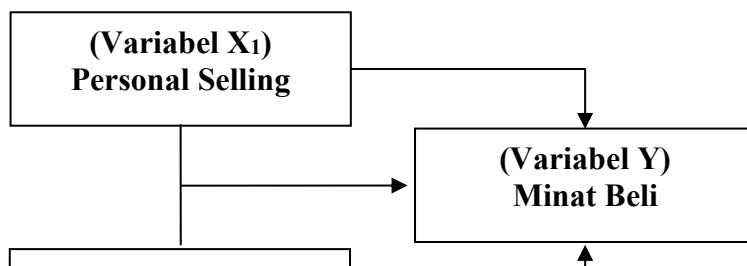 (Variabel X₁)
Personal Selling
(Variabel Y)
Minat Beli